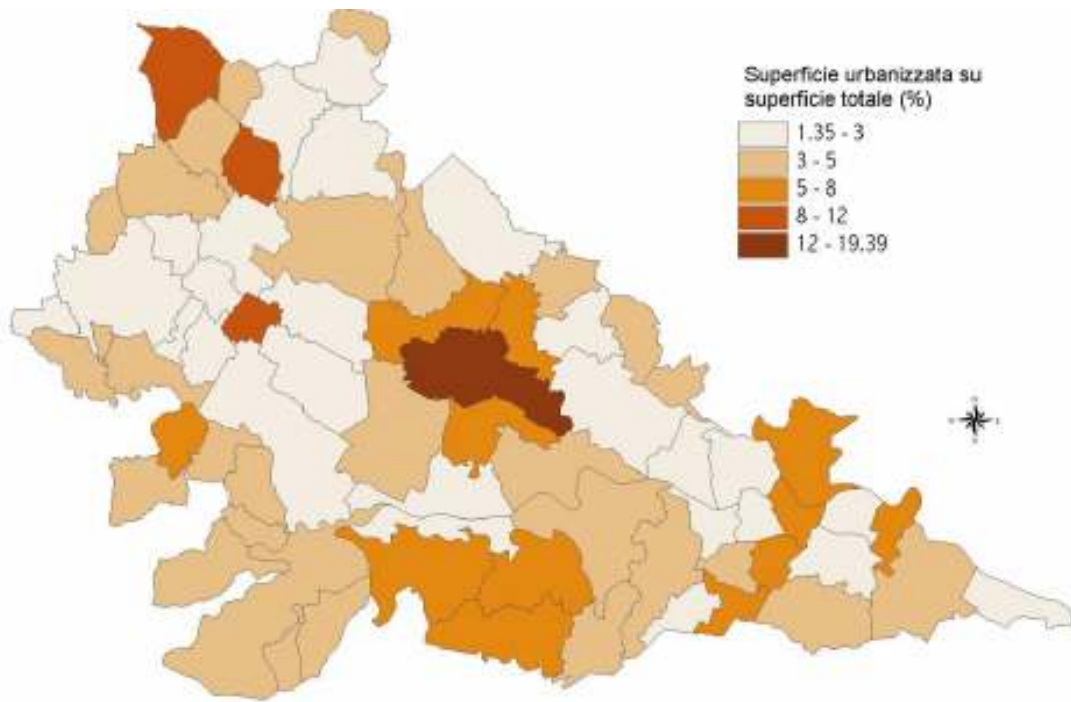 Superficie urbanizzata su
superficie totale (%)
1.35 - 3
3 - 5
5 - 8
8 - 12
12 - 19.39